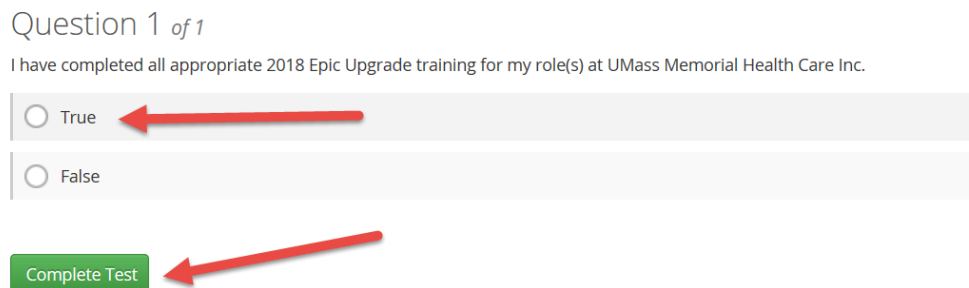 Question 1 of 1
I have completed all appropriate 2018 Epic Upgrade training for my role(s) at UMass Memorial Health Care Inc.
True
False
Complete Test